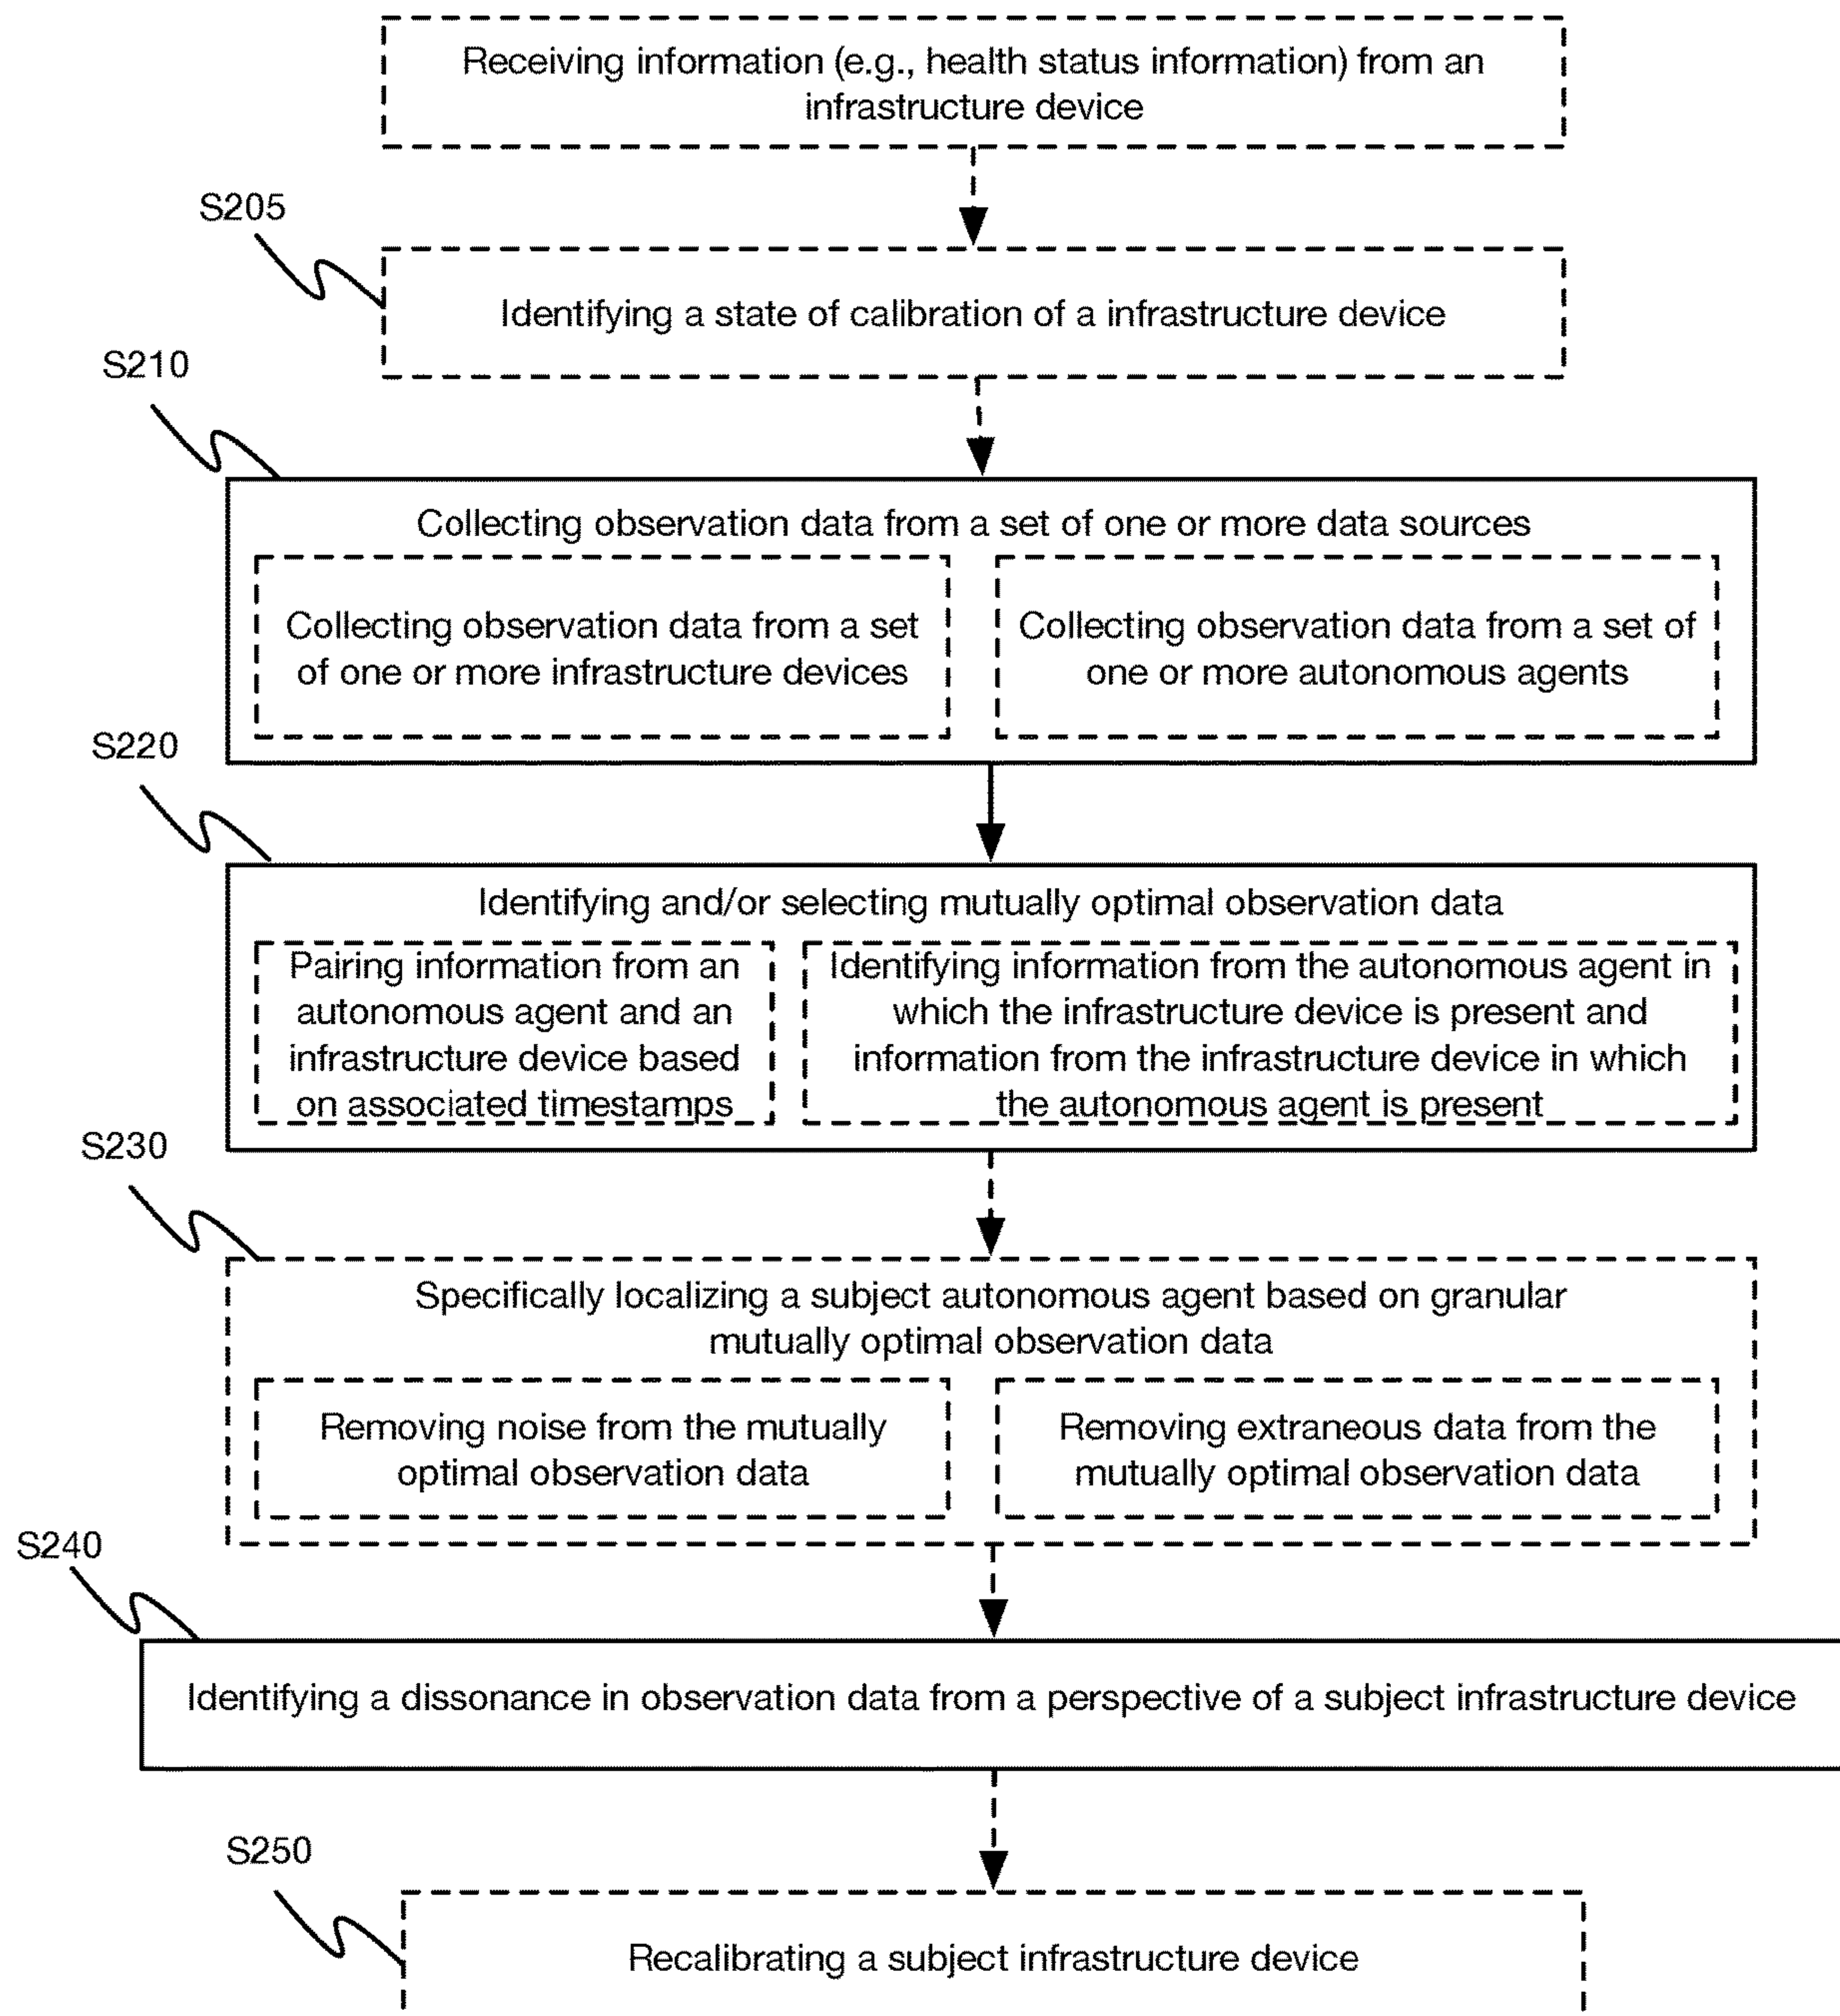 Receiving information (e.g., health status information) from an
infrastructure device
S205
Identifying a state of calibration of a infrastructure device
S210
Collecting observation data from a set of one or more data sources
Collecting observation data from a set
of one or more infrastructure devices
Collecting observation data from a set of
one or more autonomous agents
S220
Identifying and/or selecting mutually optimal observation data
Pairing information from an
autonomous agent and an
infrastructure device based
on associated timestamps
Identifying information from the autonomous agent in
which the infrastructure device is present and
information from the infrastructure device in which
the autonomous agent is present
S230
Specifically localizing a subject autonomous agent based on granular
mutually optimal observation data
Removing noise from the mutually
optimal observation data
Removing extraneous data from the
mutually optimal observation data
S240
Identifying a dissonance in observation data from a perspective of a subject infrastructure device
S250
Recalibrating a subject infrastructure device